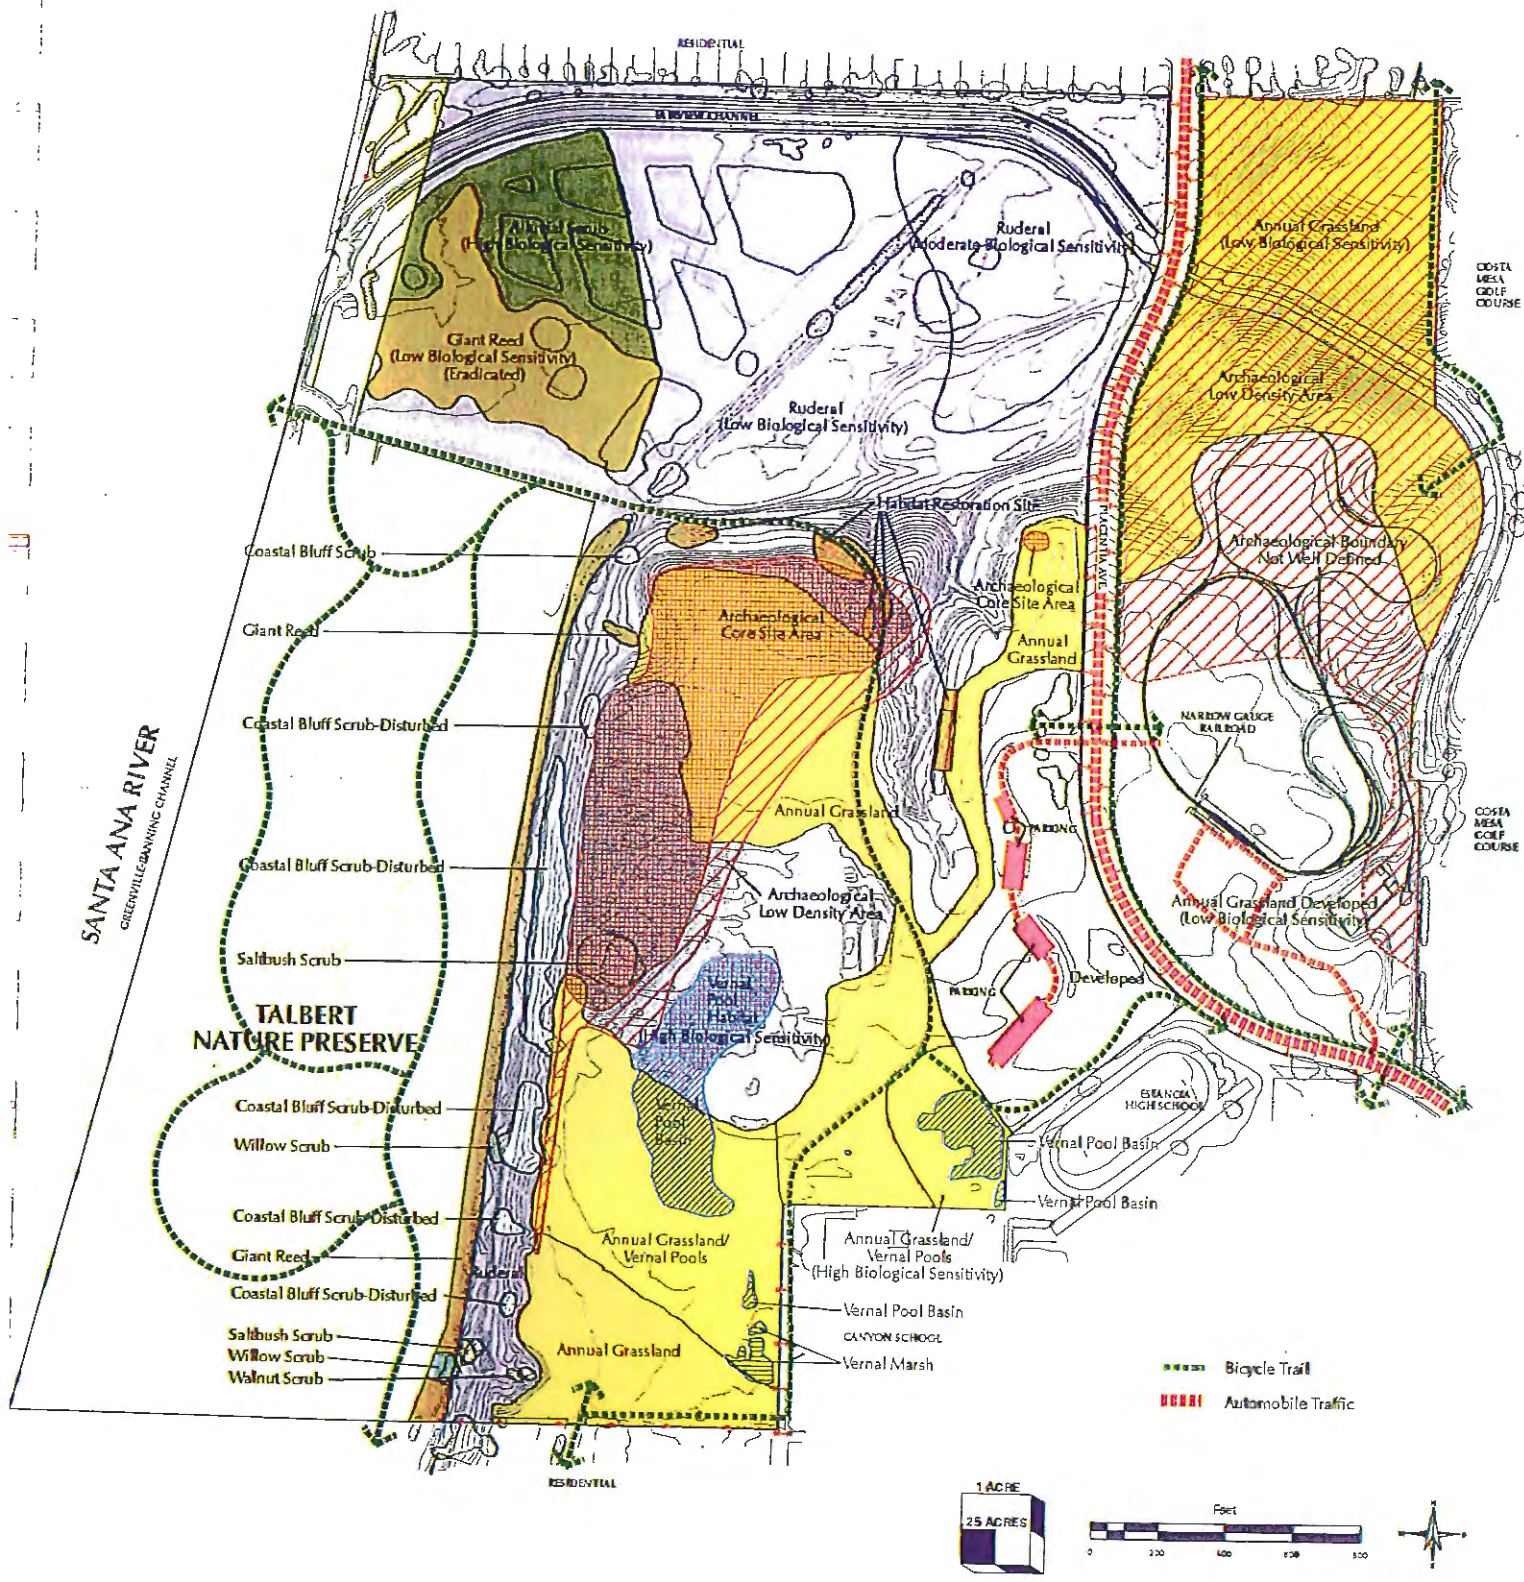 RESIDENTIAL
FAIRVIEW CHANNEL
Alluvial Scrub
(High Biological Sensitivity)
Ruderal
(Moderate Biological Sensitivity)
Annual Grassland
(Low Biological Sensitivity)
COSTA
MESA
GOLF
COURSE
Giant Reed
(Low Biological Sensitivity)
(Eradicated)
Archaeological
Low Density Area
Ruderal
(Low Biological Sensitivity)
Habitat Restoration Site
PLACENTIA AVE
Archaeological Boundary
Not Well Defined
Coastal Bluff Scrub
Archaeological
Core Site Area
Archaeological
Core Site Area
Giant Reed
Annual
Grassland
Coastal Bluff Scrub-Disturbed
NARROW GAUGE
RAILROAD
SANTA ANA RIVER
GREENVILLE-BANNING CHANNEL
Annual Grassland
PARKING
COSTA
MESA
GOLF
COURSE
Coastal Bluff Scrub-Disturbed
Archaeological
Low Density Area
Annual Grassland Developed
(Low Biological Sensitivity)
Saltbush Scrub
Vernal
Pool
Habitat
(High Biological Sensitivity)
PARKING
Developed
TALBERT
NATURE PRESERVE
Coastal Bluff Scrub-Disturbed
Vernal
Pool
Basin
ESTANCIA
HIGH SCHOOL
Willow Scrub
Vernal Pool Basin
Vernal Pool Basin
Coastal Bluff Scrub-Disturbed
Annual Grassland/
Vernal Pools
Annual Grassland/
Vernal Pools
(High Biological Sensitivity)
Giant Reed
Ruderal
Coastal Bluff Scrub-Disturbed
Vernal Pool Basin
CANYON SCHOOL
Saltbush Scrub
Willow Scrub
Walnut Scrub
Annual Grassland
Vernal Marsh
Bicycle Trail
Automobile Traffic
RESIDENTIAL
1 ACRE
.25 ACRES
Feet
0 200 400 600 800
N